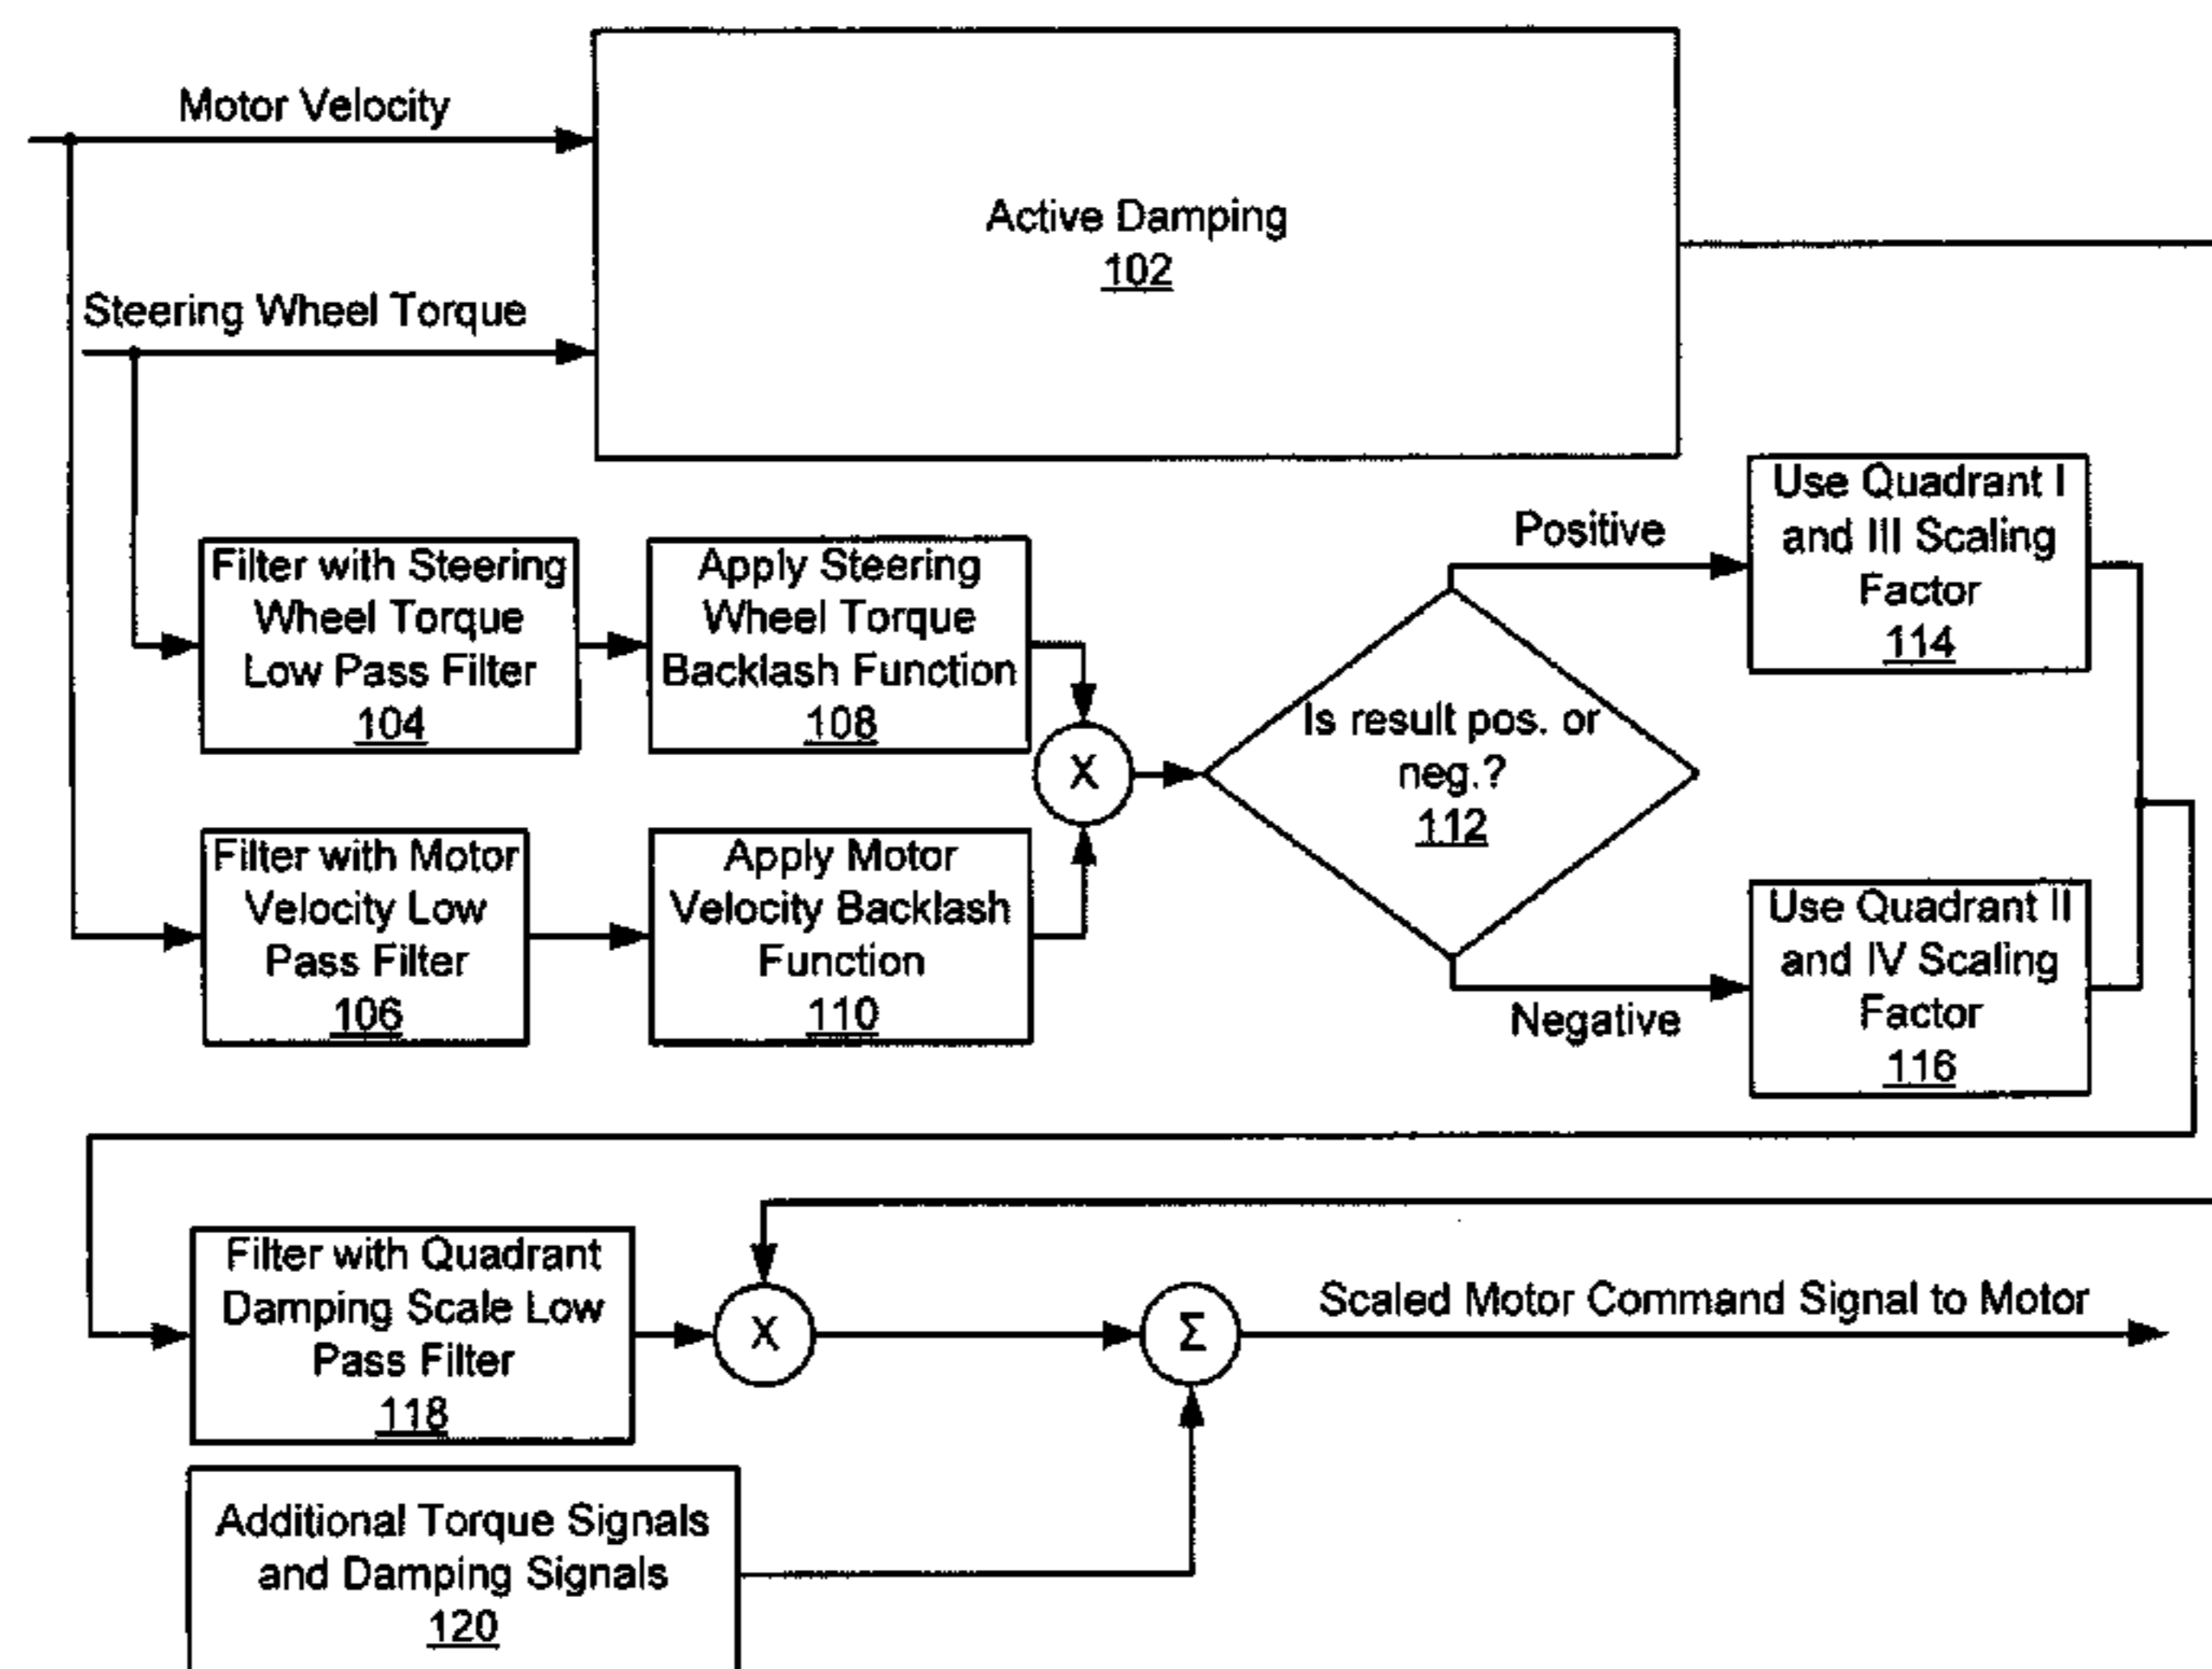 Motor Velocity
Active Damping
102
Steering Wheel Torque
Filter with Steering
Wheel Torque
Low Pass Filter
104
Apply Steering
Wheel Torque
Backlash Function
108
X
Filter with Motor
Velocity Low
Pass Filter
106
Apply Motor
Velocity Backlash
Function
110
Is result pos. or
neg.?
112
Positive
Negative
Use Quadrant I
and III Scaling
Factor
114
Use Quadrant II
and IV Scaling
Factor
116
Filter with Quadrant
Damping Scale Low
Pass Filter
118
X
Σ
Scaled Motor Command Signal to Motor
Additional Torque Signals
and Damping Signals
120